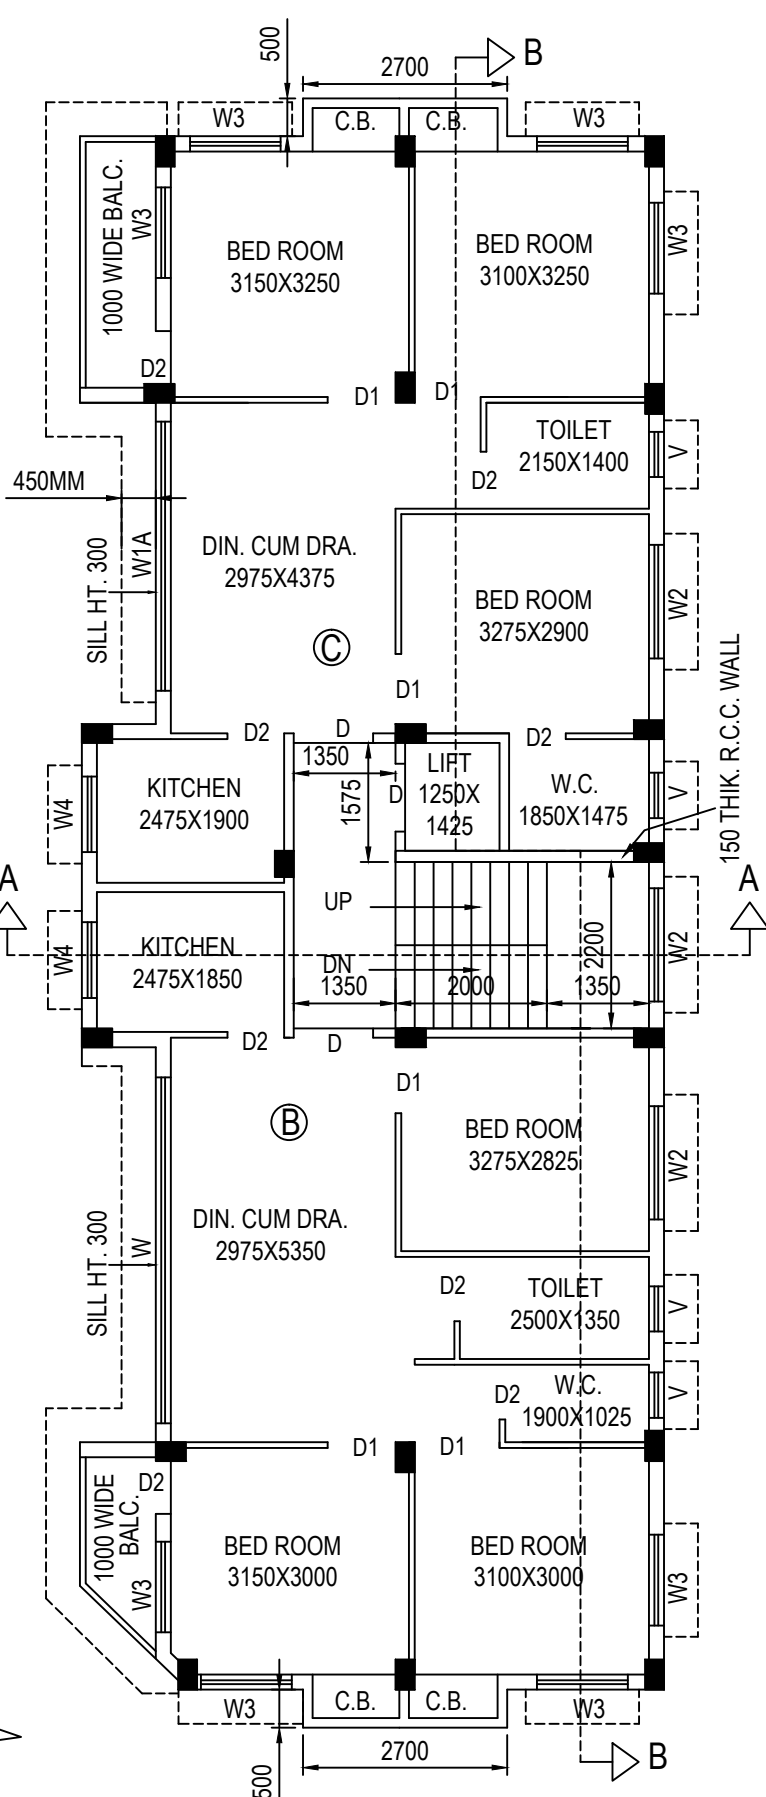 500
2700
B
W3
C.B.
C.B.
W3
1000 WIDE BALC.
W3
BED ROOM
3150X3250
BED ROOM
3100X3250
W3
D2
D1
D1
TOILET
2150X1400
V
D2
450MM
SILL HT. 300
W1A
DIN. CUM DRA.
2975X4375
BED ROOM
3275X2900
W2
C
D1
150 THIK. R.C.C. WALL
D2
D
D2
1350
1575
LIFT
1250X
1425
D
KITCHEN
2475X1900
W4
W.C.
1850X1475
V
A
A
UP
KITCHEN
2475X1850
W4
DN
2200
W2
1350
2000
1350
D2
D
D1
B
BED ROOM
3275X2825
W2
DIN. CUM DRA.
2975X5350
SILL HT. 300
W
D2
TOILET
2500X1350
V
W.C.
1900X1025
D2
V
D1
D1
D2
1000 WIDE
BALC.
W3
BED ROOM
3150X3000
BED ROOM
3100X3000
W3
W3
C.B.
C.B.
W3
2700
B
500